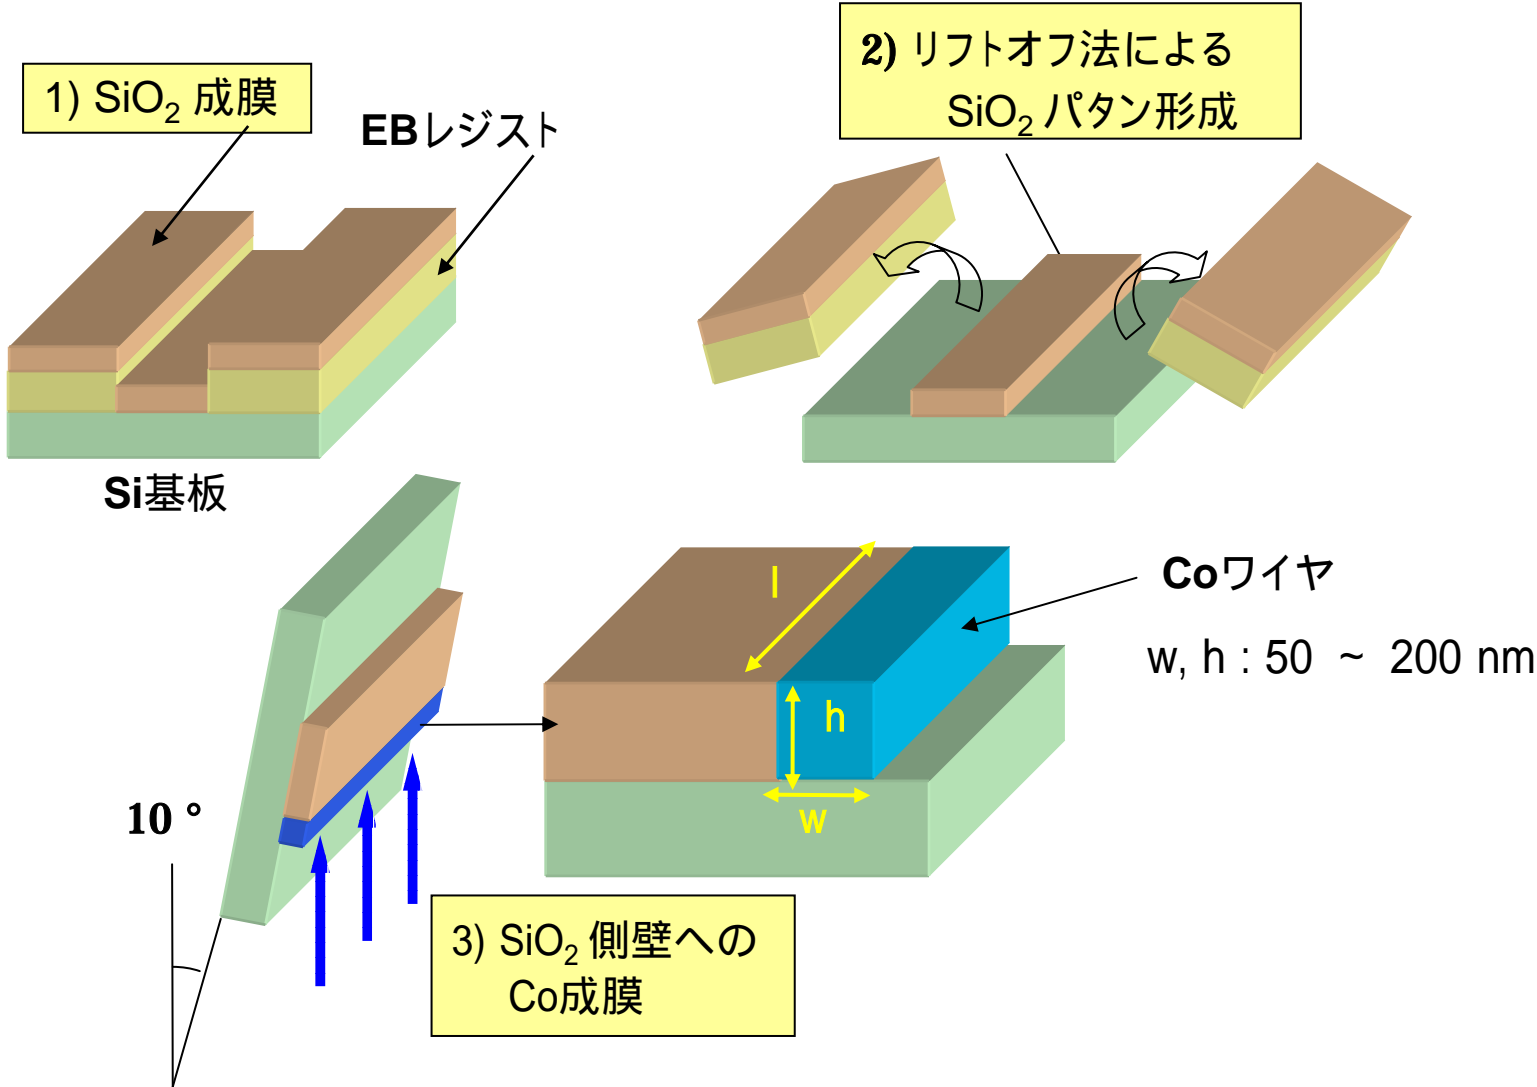 1) SiO₂ 成膜
EBレジスト
2) リフトオフ法による
SiO₂ パタン形成
Si基板
l
h
w
Coワイヤ
w, h : 50 ~ 200 nm
10 °
3) SiO₂ 側壁への
Co成膜